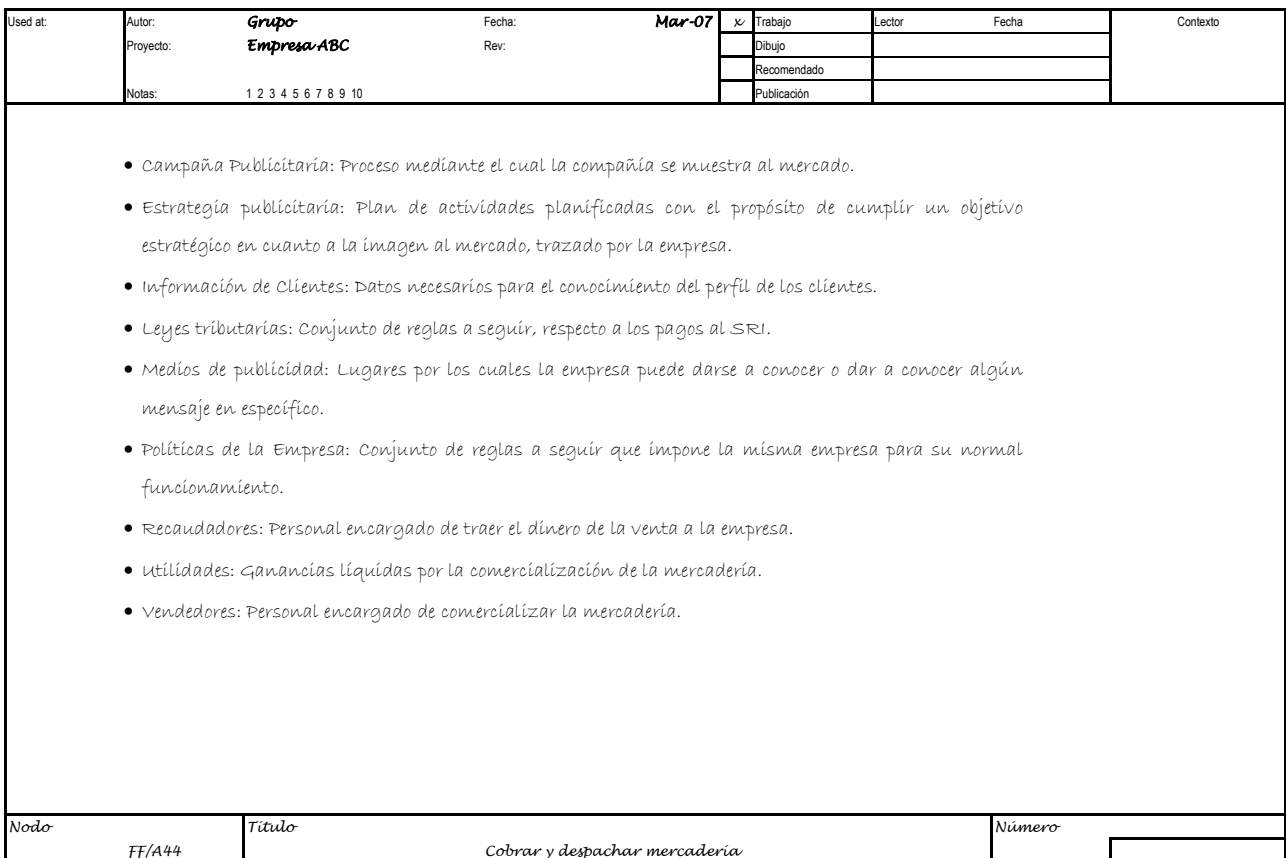 Used at: Autor: Grupo Fecha: Mar-07 x Trabajo Lector Fecha Contexto
Proyecto: Empresa ABC Rev: Dibujo
Recomendado
Notas: 1 2 3 4 5 6 7 8 9 10 Publicación
• Campaña Publicitaria: Proceso mediante el cual la compañía se muestra al mercado.
• Estrategia publicitaria: Plan de actividades planificadas con el propósito de cumplir un objetivo
estratégico en cuanto a la imagen al mercado, trazado por la empresa.
• Información de Clientes: Datos necesarios para el conocimiento del perfil de los clientes.
• Leyes tributarias: Conjunto de reglas a seguir, respecto a los pagos al SRI.
• Medios de publicidad: Lugares por los cuales la empresa puede darse a conocer o dar a conocer algún
mensaje en específico.
• Políticas de la Empresa: Conjunto de reglas a seguir que impone la misma empresa para su normal
funcionamiento.
• Recaudadores: Personal encargado de traer el dinero de la venta a la empresa.
• Utilidades: Ganancias líquidas por la comercialización de la mercadería.
• Vendedores: Personal encargado de comercializar la mercadería.
Nodo Título Número
FF/A44 Cobrar y despachar mercadería